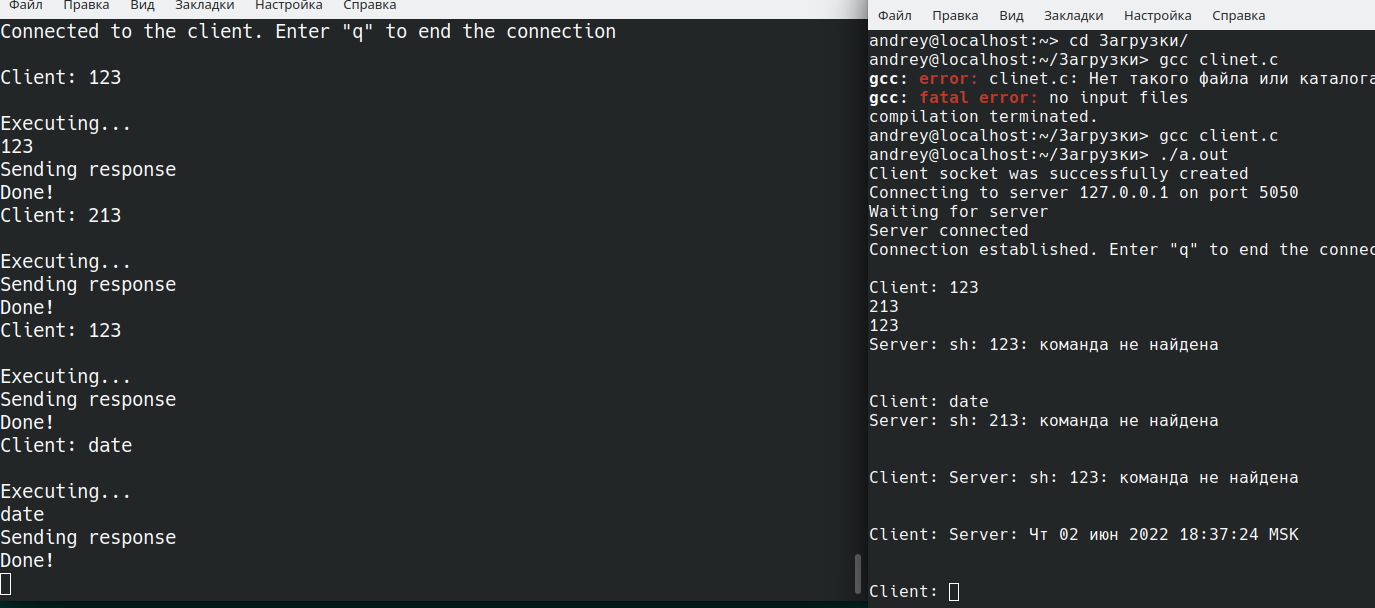 Файл Правка Вид Закладки Настройка Справка
Connected to the client. Enter "q" to end the connection
Client: 123
Executing...
123
Sending response
Done!
Client: 213
Executing...
Sending response
Done!
Client: 123
Executing...
Sending response
Done!
Client: date
Executing...
date
Sending response
Done!
Файл Правка Вид Закладки Настройка Справка
andrey@localhost:~> cd Загрузки/
andrey@localhost:~/Загрузки> gcc clinet.c
gcc: error: clinet.c: Нет такого файла или каталога
gcc: fatal error: no input files
compilation terminated.
andrey@localhost:~/Загрузки> gcc client.c
andrey@localhost:~/Загрузки> ./a.out
Client socket was successfully created
Connecting to server 127.0.0.1 on port 5050
Waiting for server
Server connected
Connection established. Enter "q" to end the connec
Client: 123
213
123
Server: sh: 123: команда не найдена
Client: date
Server: sh: 213: команда не найдена
Client: Server: sh: 123: команда не найдена
Client: Server: Чт 02 июн 2022 18:37:24 MSK
Client: